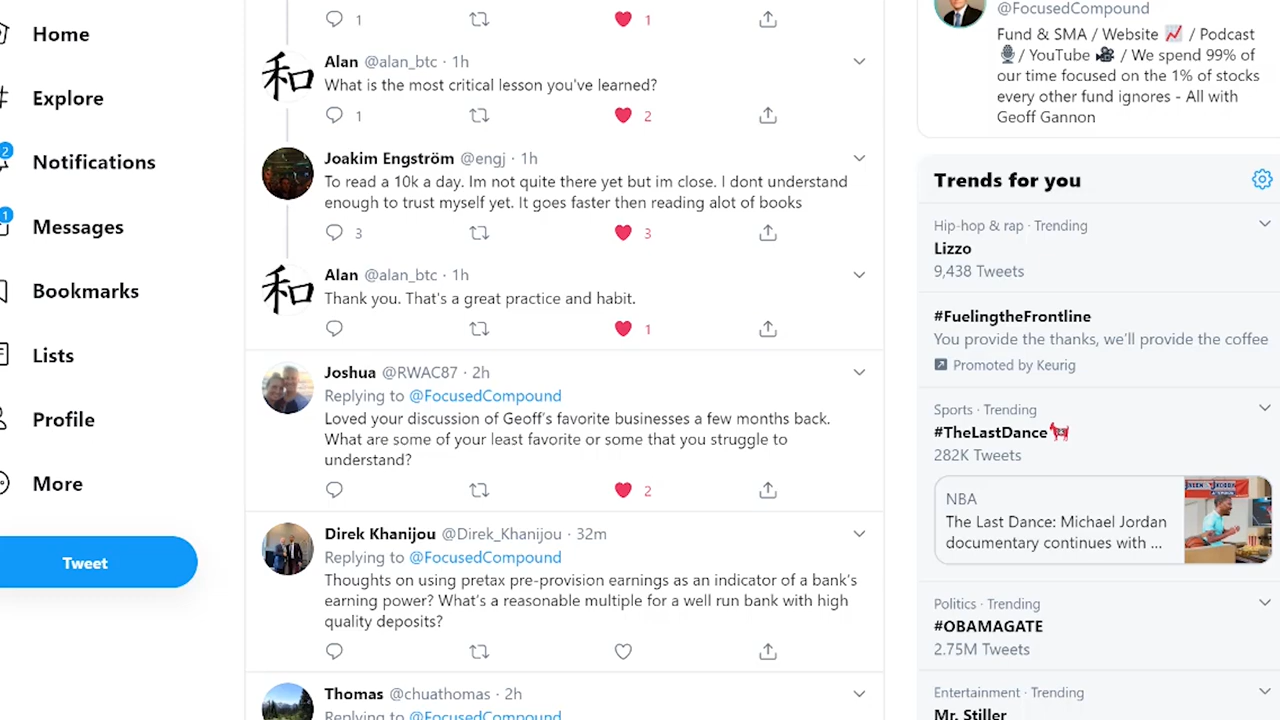 Home
Explore
2
Notifications
1
Messages
Bookmarks
Lists
Profile
More
Tweet
1
1
Alan @alan_btc · 1h
What is the most critical lesson you've learned?
1
2
Joakim Engström @engj · 1h
To read a 10k a day. Im not quite there yet but im close. I dont understand
enough to trust myself yet. It goes faster then reading alot of books
3
3
Alan @alan_btc · 1h
Thank you. That's a great practice and habit.
1
Joshua @RWAC87 · 2h
Replying to @FocusedCompound
Loved your discussion of Geoff's favorite businesses a few months back.
What are some of your least favorite or some that you struggle to
understand?
2
Direk Khanijou @Direk_Khanijou · 32m
Replying to @FocusedCompound
Thoughts on using pretax pre-provision earnings as an indicator of a bank's
earning power? What's a reasonable multiple for a well run bank with high
quality deposits?
Thomas @chuathomas · 2h
Replying to @FocusedCompound
和
和
@FocusedCompound
Fund & SMA / Website 📈 / Podcast
🎙/ YouTube 🎥 / We spend 99% of
our time focused on the 1% of stocks
every other fund ignores - All with
Geoff Gannon
Trends for you
Hip-hop & rap · Trending
Lizzo
9,438 Tweets
#FuelingtheFrontline
You provide the thanks, we'll provide the coffee
Promoted by Keurig
Sports · Trending
#TheLastDance
282K Tweets
NBA
The Last Dance: Michael Jordan
documentary continues with ...
Politics · Trending
#OBAMAGATE
2.75M Tweets
Entertainment · Trending
Mr. Stiller